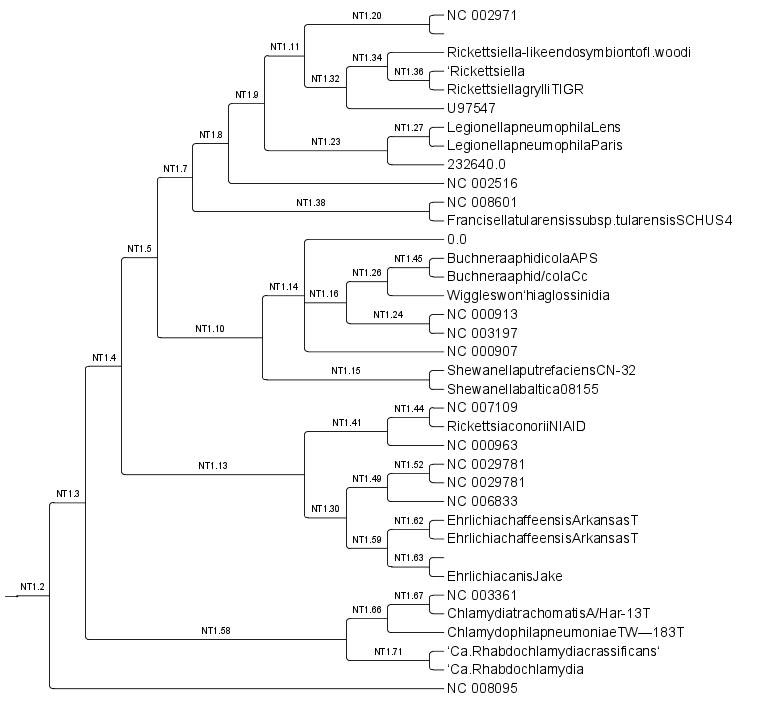 NT1.20 NC 002971
NT1.11
NT1.34 Rickettsiella-likeendosymbiontofl.woodi
NT1.36 'Rickettsiella
NT1.32 RickettsiellagrylliTIGR
NT1.9 U97547
NT1.27 LegionellapneumophilaLens
NT1.8 NT1.23 LegionellapneumophilaParis
232640.0
NT1.7 NC 002516
NT1.38 NC 008601
Francisellatularensissubsp.tularensisSCHUS4
NT1.5 0.0
NT1.45 BuchneraaphidicolaAPS
NT1.26 Buchneraaphid/colaCc
NT1.14 NT1.16 Wiggleswon'hiaglossinidia
NT1.24 NC 000913
NT1.10 NC 003197
NC 000907
NT1.4 NT1.15 ShewanellaputrefaciensCN-32
Shewanellabaltica08155
NT1.44 NC 007109
NT1.41 RickettsiaconoriiNIAID
NC 000963
NT1.13 NT1.52 NC 0029781
NT1.49 NC 0029781
NT1.3 NC 006833
NT1.30 NT1.62 EhrlichiachaffeensisArkansasT
NT1.59 EhrlichiachaffeensisArkansasT
NT1.63
EhrlichiacanisJake
NT1.2 NT1.67 NC 003361
NT1.66 ChlamydiatrachomatisA/Har-13T
NT1.58 ChlamydophilapneumoniaeTW—183T
NT1.71 'Ca.Rhabdochlamydiacrassificans'
'Ca.Rhabdochlamydia
NC 008095